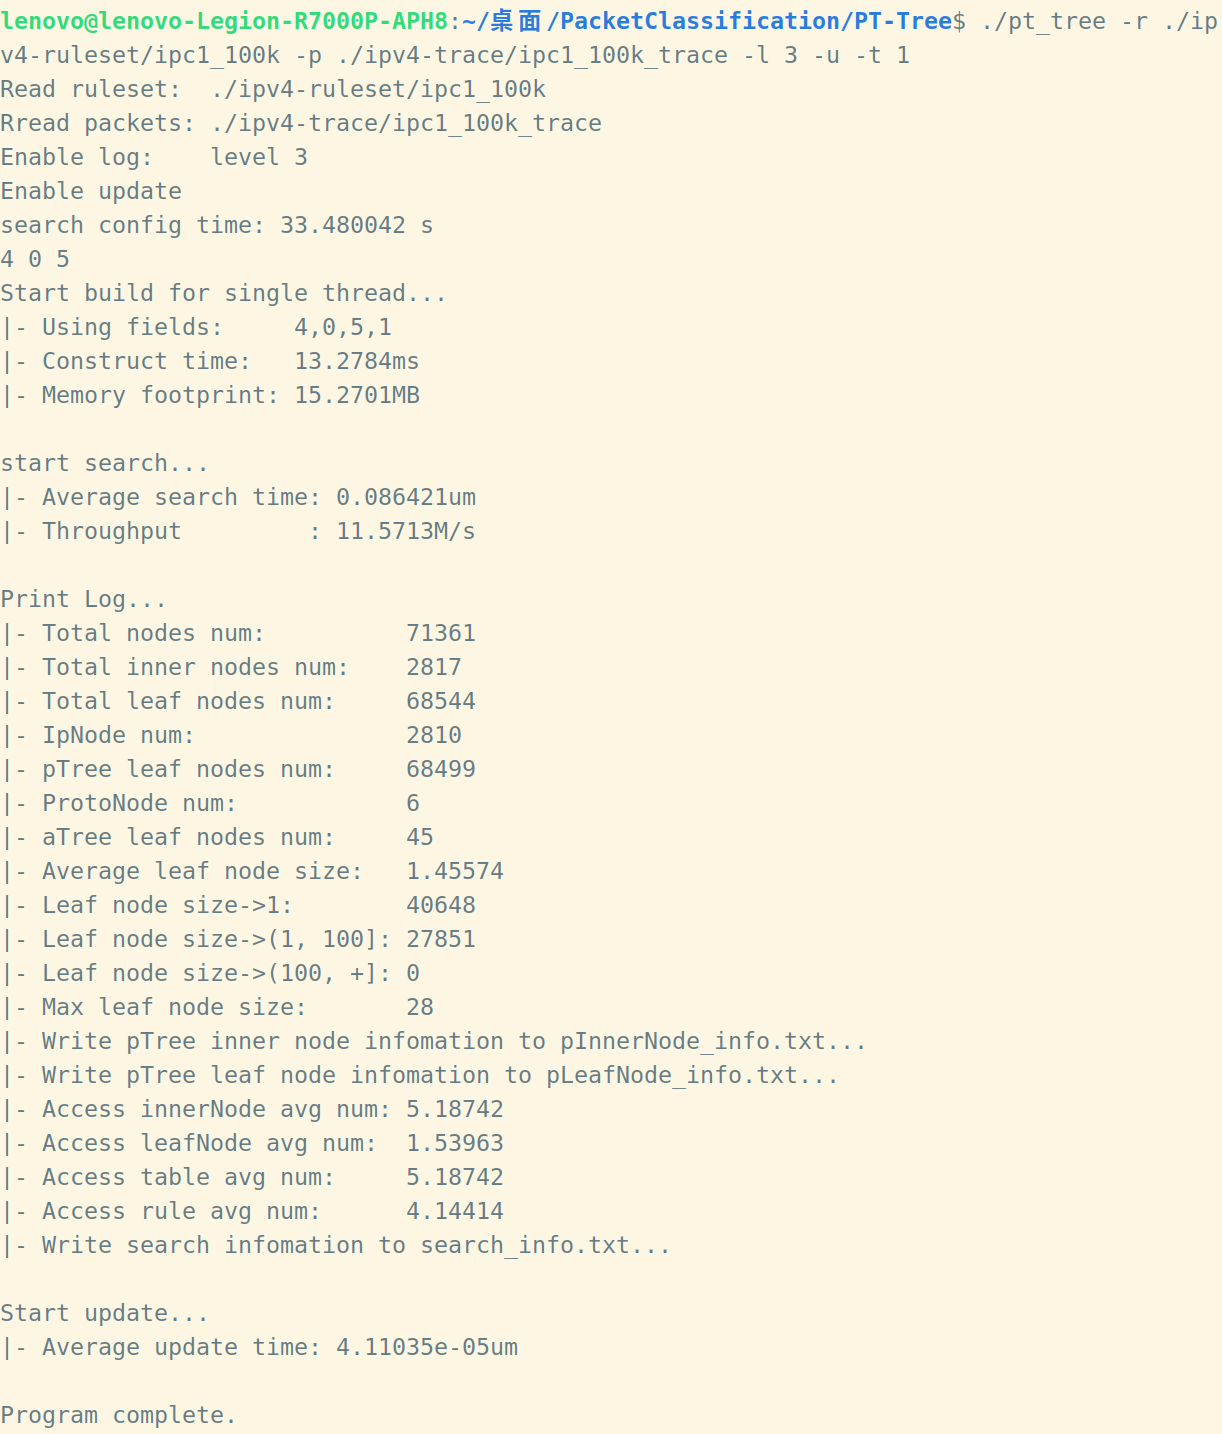 lenovo@lenovo-Legion-R7000P-APH8:~/桌面/PacketClassification/PT-Tree$ ./pt_tree -r ./ip
v4-ruleset/ipc1_100k -p ./ipv4-trace/ipc1_100k_trace -l 3 -u -t 1
Read ruleset:  ./ipv4-ruleset/ipc1_100k
Rread packets: ./ipv4-trace/ipc1_100k_trace
Enable log:    level 3
Enable update
search config time: 33.480042 s
4 0 5
Start build for single thread...
|- Using fields:     4,0,5,1
|- Construct time:   13.2784ms
|- Memory footprint: 15.2701MB

start search...
|- Average search time: 0.086421um
|- Throughput         : 11.5713M/s

Print Log...
|- Total nodes num:          71361
|- Total inner nodes num:    2817
|- Total leaf nodes num:     68544
|- IpNode num:               2810
|- pTree leaf nodes num:     68499
|- ProtoNode num:            6
|- aTree leaf nodes num:     45
|- Average leaf node size:   1.45574
|- Leaf node size->1:        40648
|- Leaf node size->(1, 100]: 27851
|- Leaf node size->(100, +]: 0
|- Max leaf node size:       28
|- Write pTree inner node infomation to pInnerNode_info.txt...
|- Write pTree leaf node infomation to pLeafNode_info.txt...
|- Access innerNode avg num: 5.18742
|- Access leafNode avg num:  1.53963
|- Access table avg num:     5.18742
|- Access rule avg num:      4.14414
|- Write search infomation to search_info.txt...

Start update...
|- Average update time: 4.11035e-05um

Program complete.